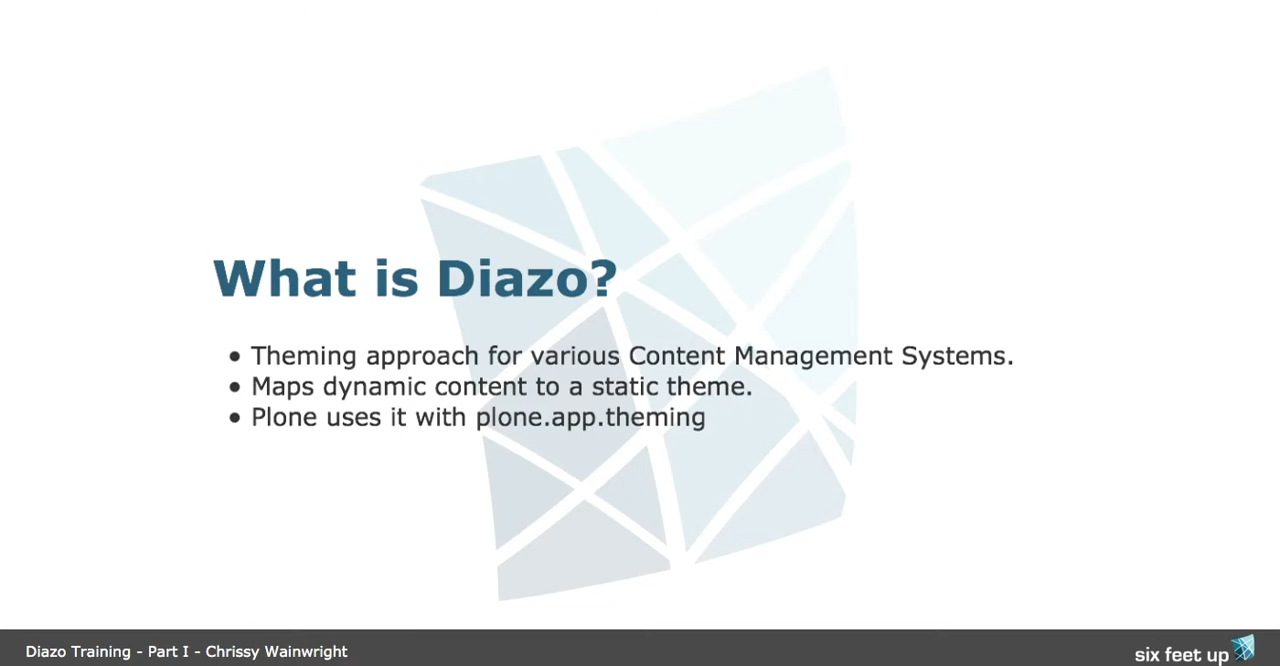 What is Diazo?
• Theming approach for various Content Management Systems.
• Maps dynamic content to a static theme.
• Plone uses it with plone.app.theming
Diazo Training - Part I - Chrissy Wainwright
six feet up